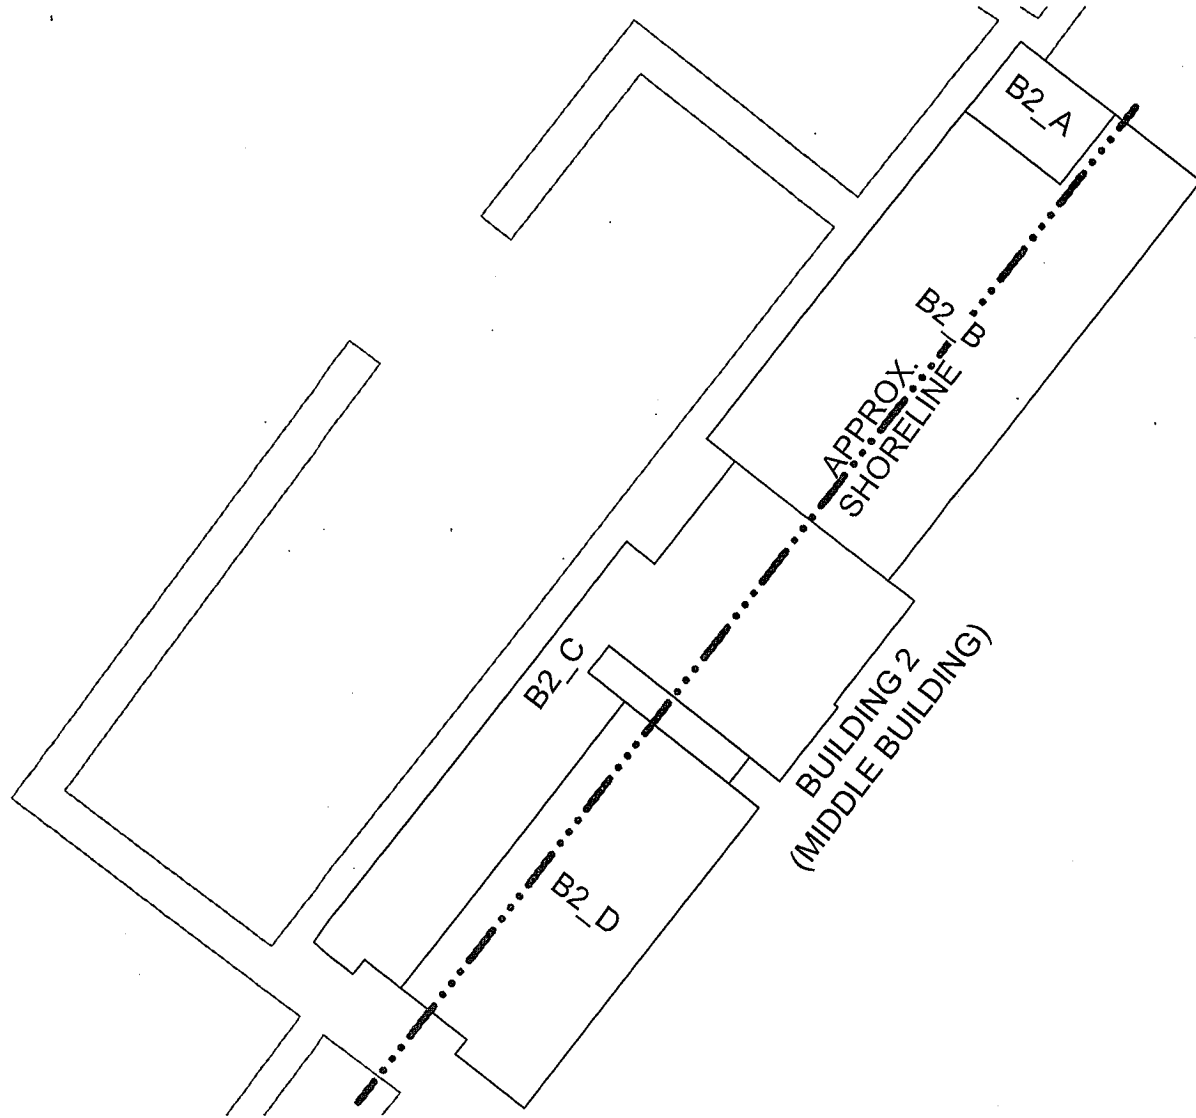 B2_A
B2_B
APPROX.
SHORELINE
B2_C
BUILDING 2
(MIDDLE BUILDING)
B2_D